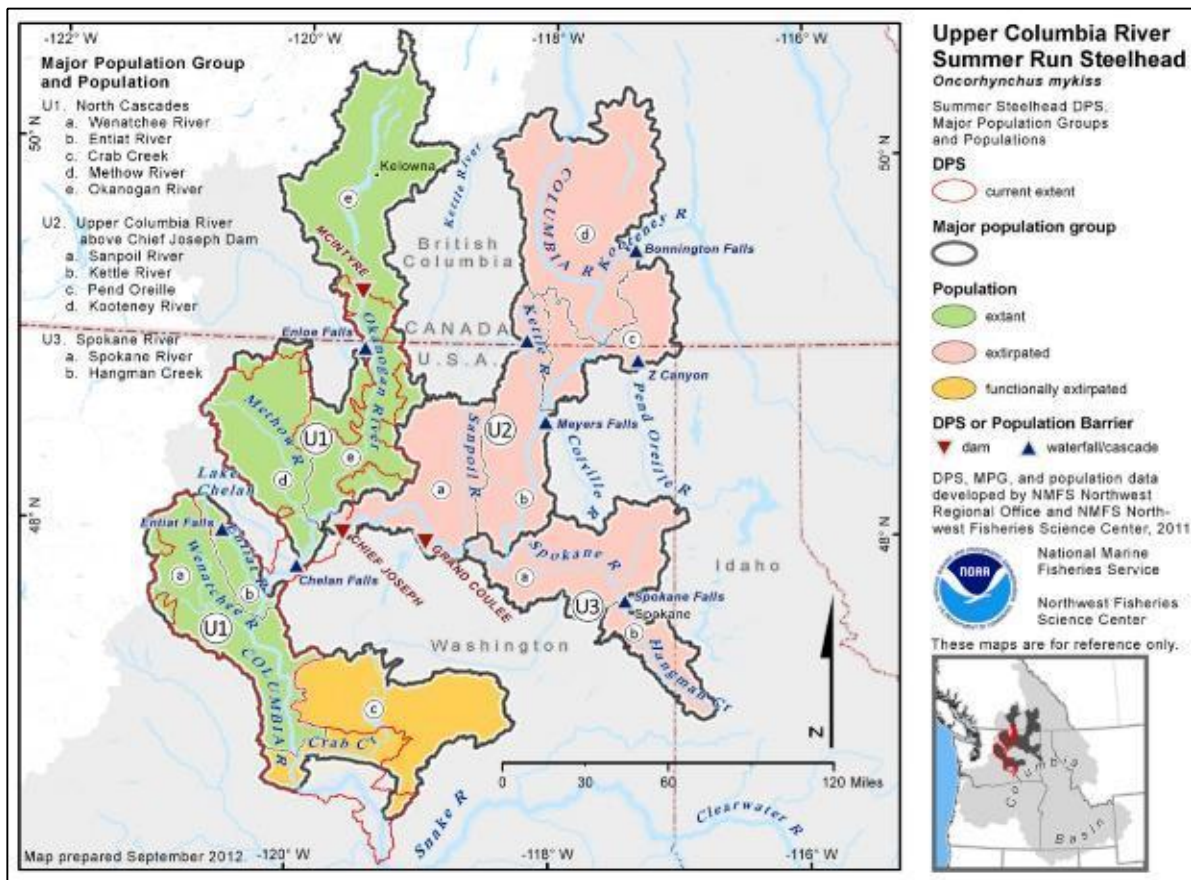 -122° W
-120° W
-118° W
-116° W
Major Population Group
and Population
U1. North Cascades
a. Wenatchee River
b. Entiat River
c. Crab Creek
d. Methow River
e. Okanogan River
U2. Upper Columbia River
above Chief Joseph Dam
a. Sanpoil River
b. Kettle River
c. Pend Oreille
d. Kooteney River
U3. Spokane River
a. Spokane River
b. Hangman Creek
50° N
50° N
48° N
48° N
Kelowna
e
Kettle River
COLUMBIA R
d
Kooteney R
Bonnington Falls
British
Columbia
MCINTYRE
Enloe Falls
CANADA
U.S.A.
Kettle R
c
Z Canyon
Okanogan River
Methow R
U1
d
e
U2
Sanpoil R
a
b
Meyers Falls
Colville R
Pend Oreille R
Lake
Chelan
Entiat Falls
Entiat R
Wenatchee R
a
b
U1
Chelan Falls
CHIEF JOSEPH
GRAND COULEE
Spokane R
a
U3
Spokane Falls
Spokane
b
Hangman Cr
Idaho
Washington
COLUMBIA R
c
Crab Cr
Snake R
Clearwater R
N
0 30 60 120 Miles
Map prepared September 2012.
-120° W
-118° W
-116° W
Upper Columbia River
Summer Run Steelhead
Oncorhynchus mykiss
Summer Steelhead DPS,
Major Population Groups
and Populations
DPS
current extent
Major population group
Population
extant
extirpated
functionally extirpated
DPS or Population Barrier
dam
waterfall/cascade
DPS, MPG, and population data
developed by NMFS Northwest
Regional Office and NMFS North-
west Fisheries Science Center, 2011
NOAA
National Marine
Fisheries Service
Northwest Fisheries
Science Center
These maps are for reference only.
Columbia
Basin